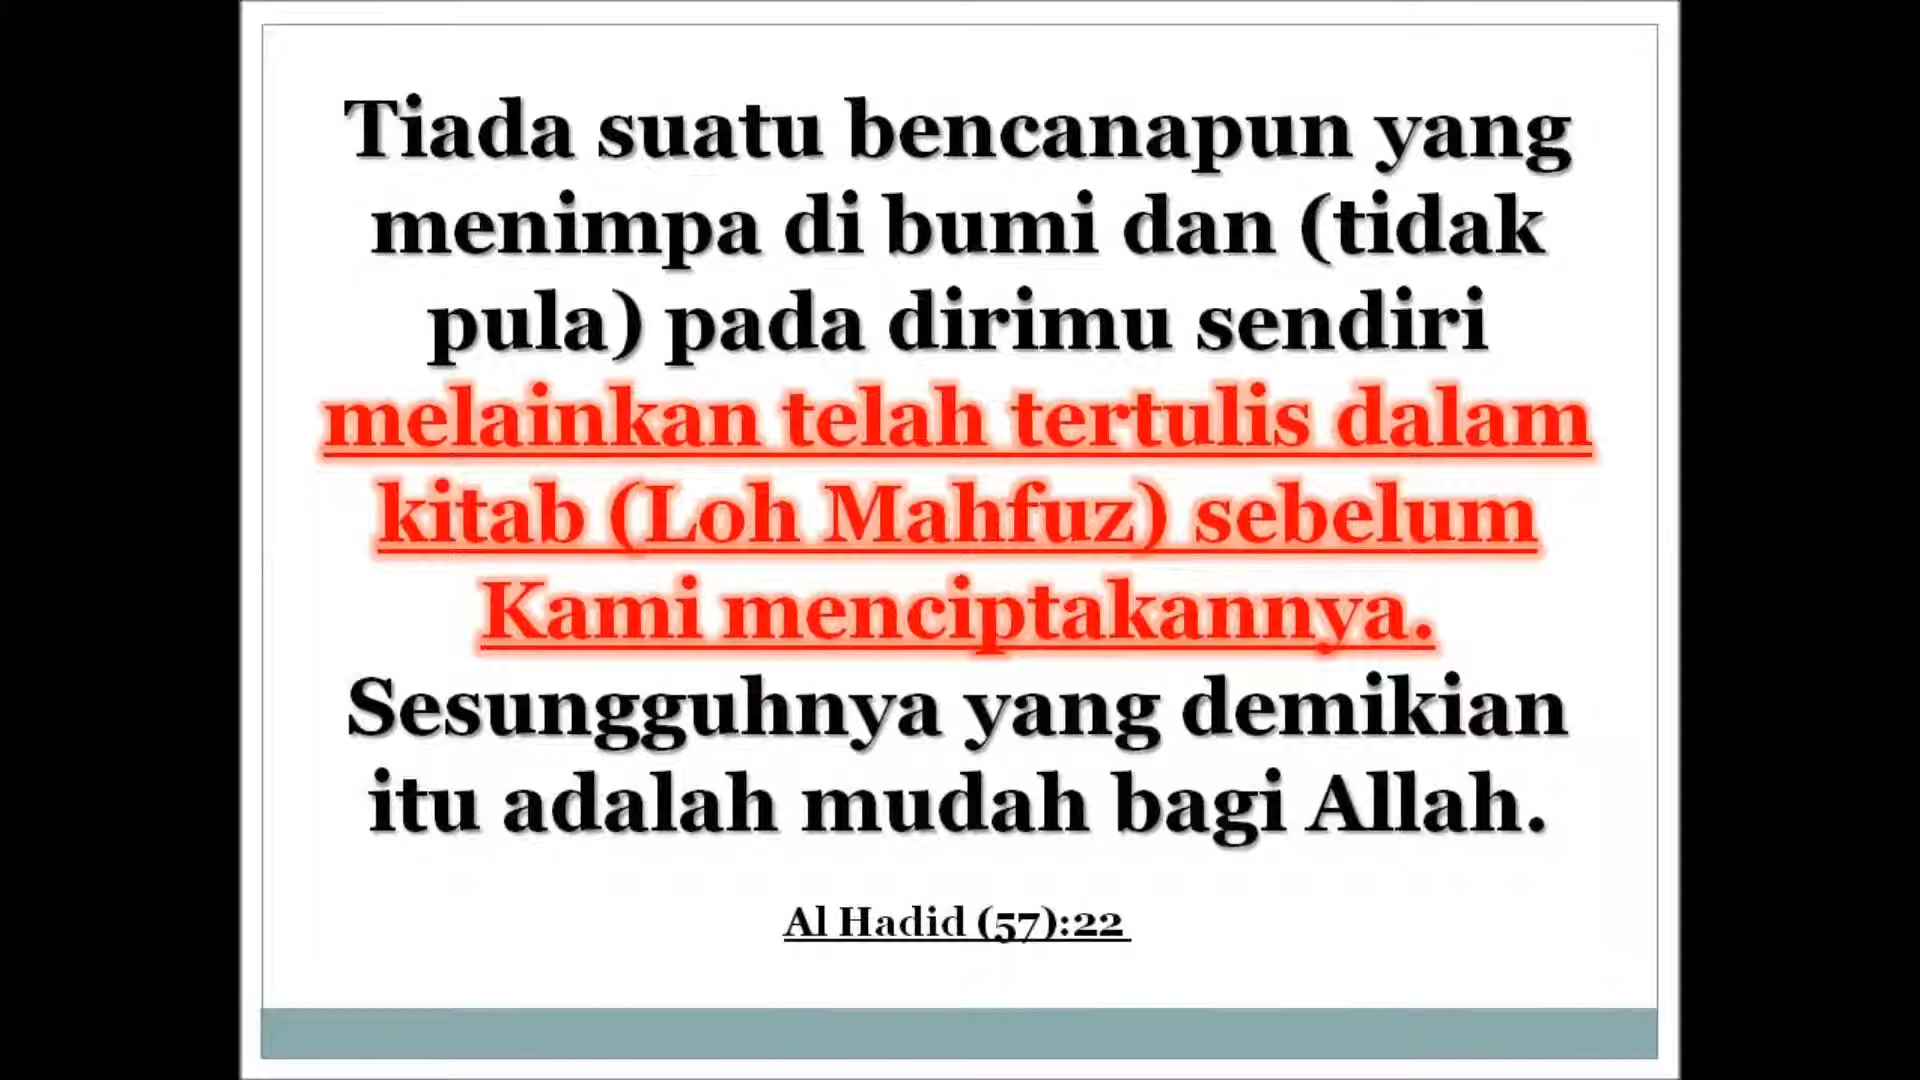 Tiada suatu bencanapun yang
menimpa di bumi dan (tidak
pula) pada dirimu sendiri
melainkan telah tertulis dalam
kitab (Loh Mahfuz) sebelum
Kami menciptakannya.
Sesungguhnya yang demikian
itu adalah mudah bagi Allah.
Al Hadid (57):22